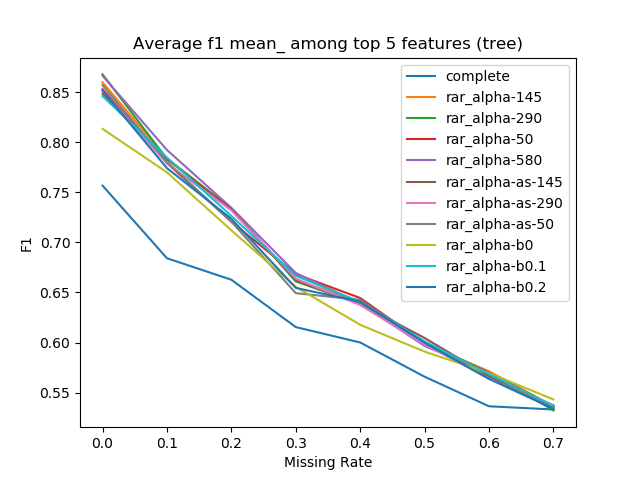 Average f1 mean_ among top 5 features (tree)
0.85
0.80
0.75
0.70
0.65
0.60
0.55
F1
complete
rar_alpha-145
rar_alpha-290
rar_alpha-50
rar_alpha-580
rar_alpha-as-145
rar_alpha-as-290
rar_alpha-as-50
rar_alpha-b0
rar_alpha-b0.1
rar_alpha-b0.2
0.0 0.1 0.2 0.3 0.4 0.5 0.6 0.7
Missing Rate